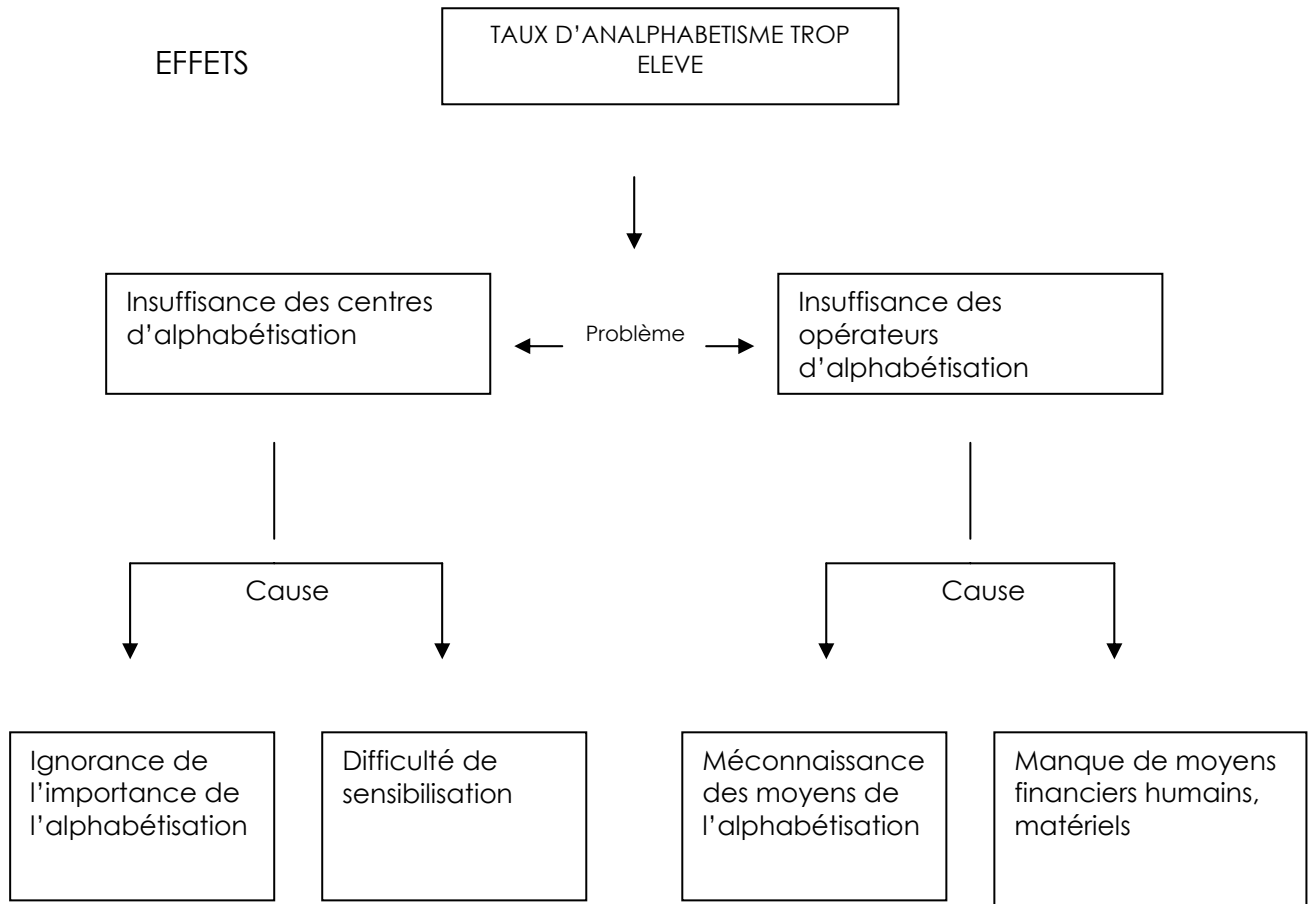 EFFETS
TAUX D’ANALPHABETISME TROP
ELEVE
Insuffisance des centres
d’alphabétisation
Problème
Insuffisance des
opérateurs
d’alphabétisation
Cause
Cause
Ignorance de
l’importance de
l’alphabétisation
Difficulté de
sensibilisation
Méconnaissance
des moyens de
l’alphabétisation
Manque de moyens
financiers humains,
matériels